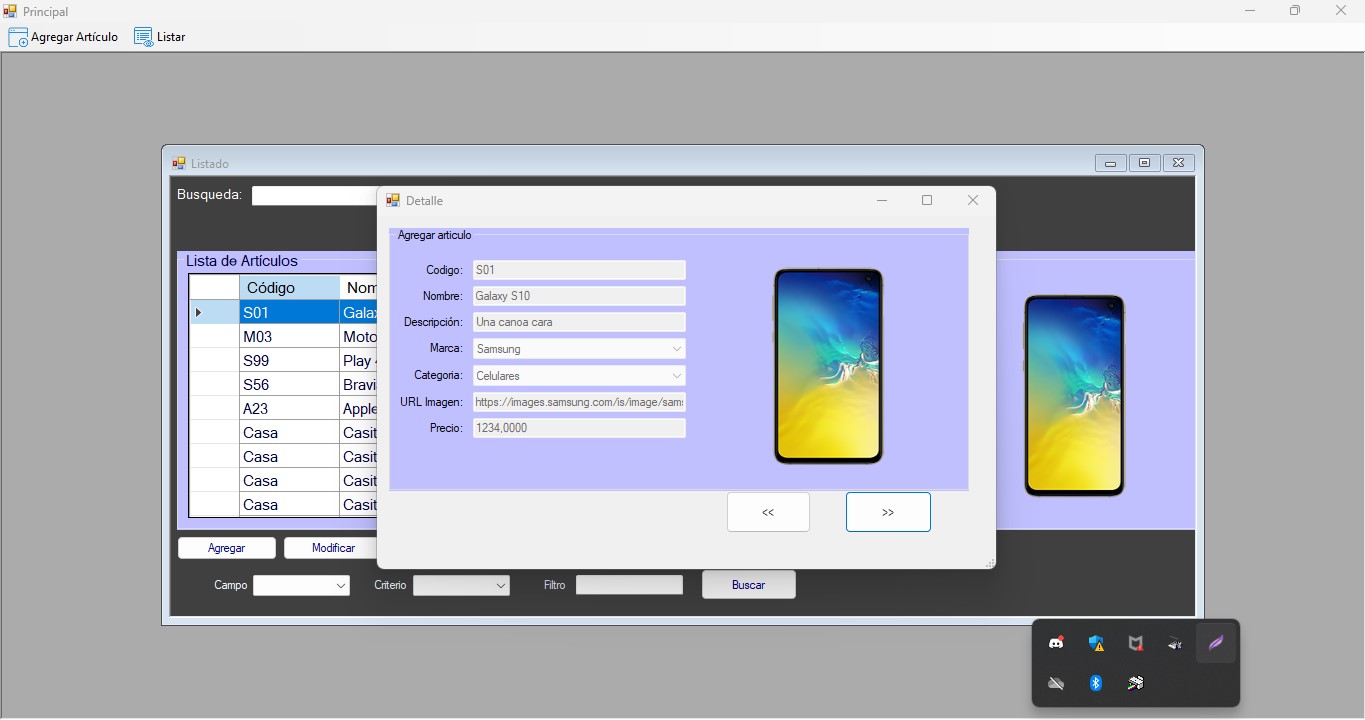 Principal
Agregar Artículo Listar
Listado
Busqueda:
Detalle
Agregar articulo
Lista de Artículos
Codigo: S01
Código Nom
Nombre: Galaxy S10
S01 Gala
Descripción: Una canoa cara
M03 Moto
Marca: Samsung
S99 Play
Categoria: Celulares
S56 Bravi
URL Imagen: https://images.samsung.com/is/image/sam
A23 Apple
Precio: 1234,0000
Casa Casit
Casa Casit
Casa Casit
Casa Casit
<< >>
Agregar Modificar
Campo Criterio Filtro Buscar